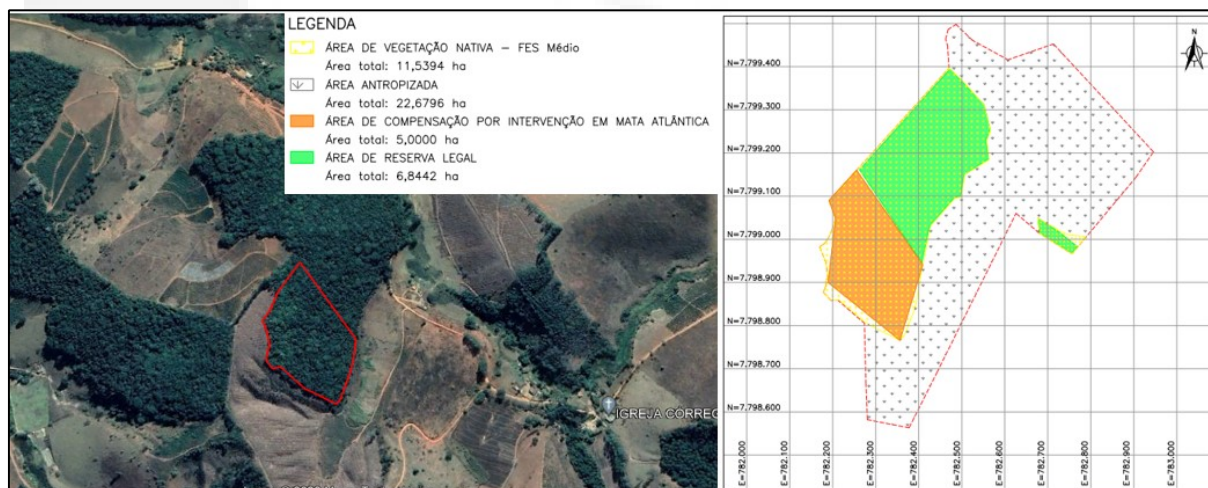 LEGENDA
ÁREA DE VEGETAÇÃO NATIVA – FES Médio
Área total: 11,5394 ha
ÁREA ANTROPIZADA
Área total: 22,6796 ha
ÁREA DE COMPENSAÇÃO POR INTERVENÇÃO EM MATA ATLÂNTICA
Área total: 5,0000 ha
ÁREA DE RESERVA LEGAL
Área total: 6,8442 ha
IGREJA CORREG
N
N=7.799.400
N=7.799.300
N=7.799.200
N=7.799.100
N=7.799.000
N=7.798.900
N=7.798.800
N=7.798.700
N=7.798.600
E=782.000
E=782.100
E=782.200
E=782.300
E=782.400
E=782.500
E=782.600
E=782.700
E=782.800
E=782.900
E=783.000